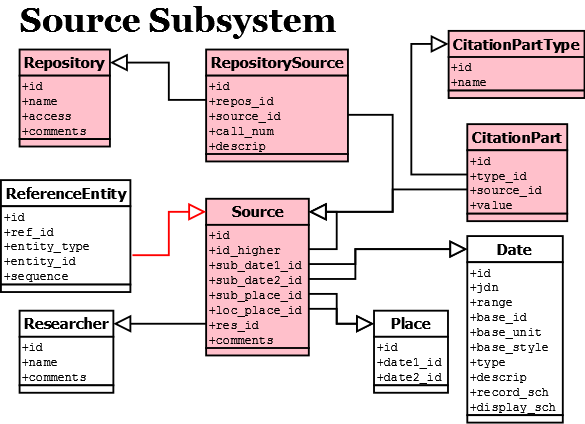 Source Subsystem
Repository
+id
+name
+access
+comments
RepositorySource
+id
+repos_id
+source_id
+call_num
+descrip
CitationPartType
+id
+name
CitationPart
+id
+type_id
+source_id
+value
ReferenceEntity
+id
+ref_id
+entity_type
+entity_id
+sequence
Source
+id
+id_higher
+sub_date1_id
+sub_date2_id
+sub_place_id
+loc_place_id
+res_id
+comments
Date
+id
+jdn
+range
+base_id
+base_unit
+base_style
+type
+descrip
+record_sch
+display_sch
Researcher
+id
+name
+comments
Place
+id
+date1_id
+date2_id